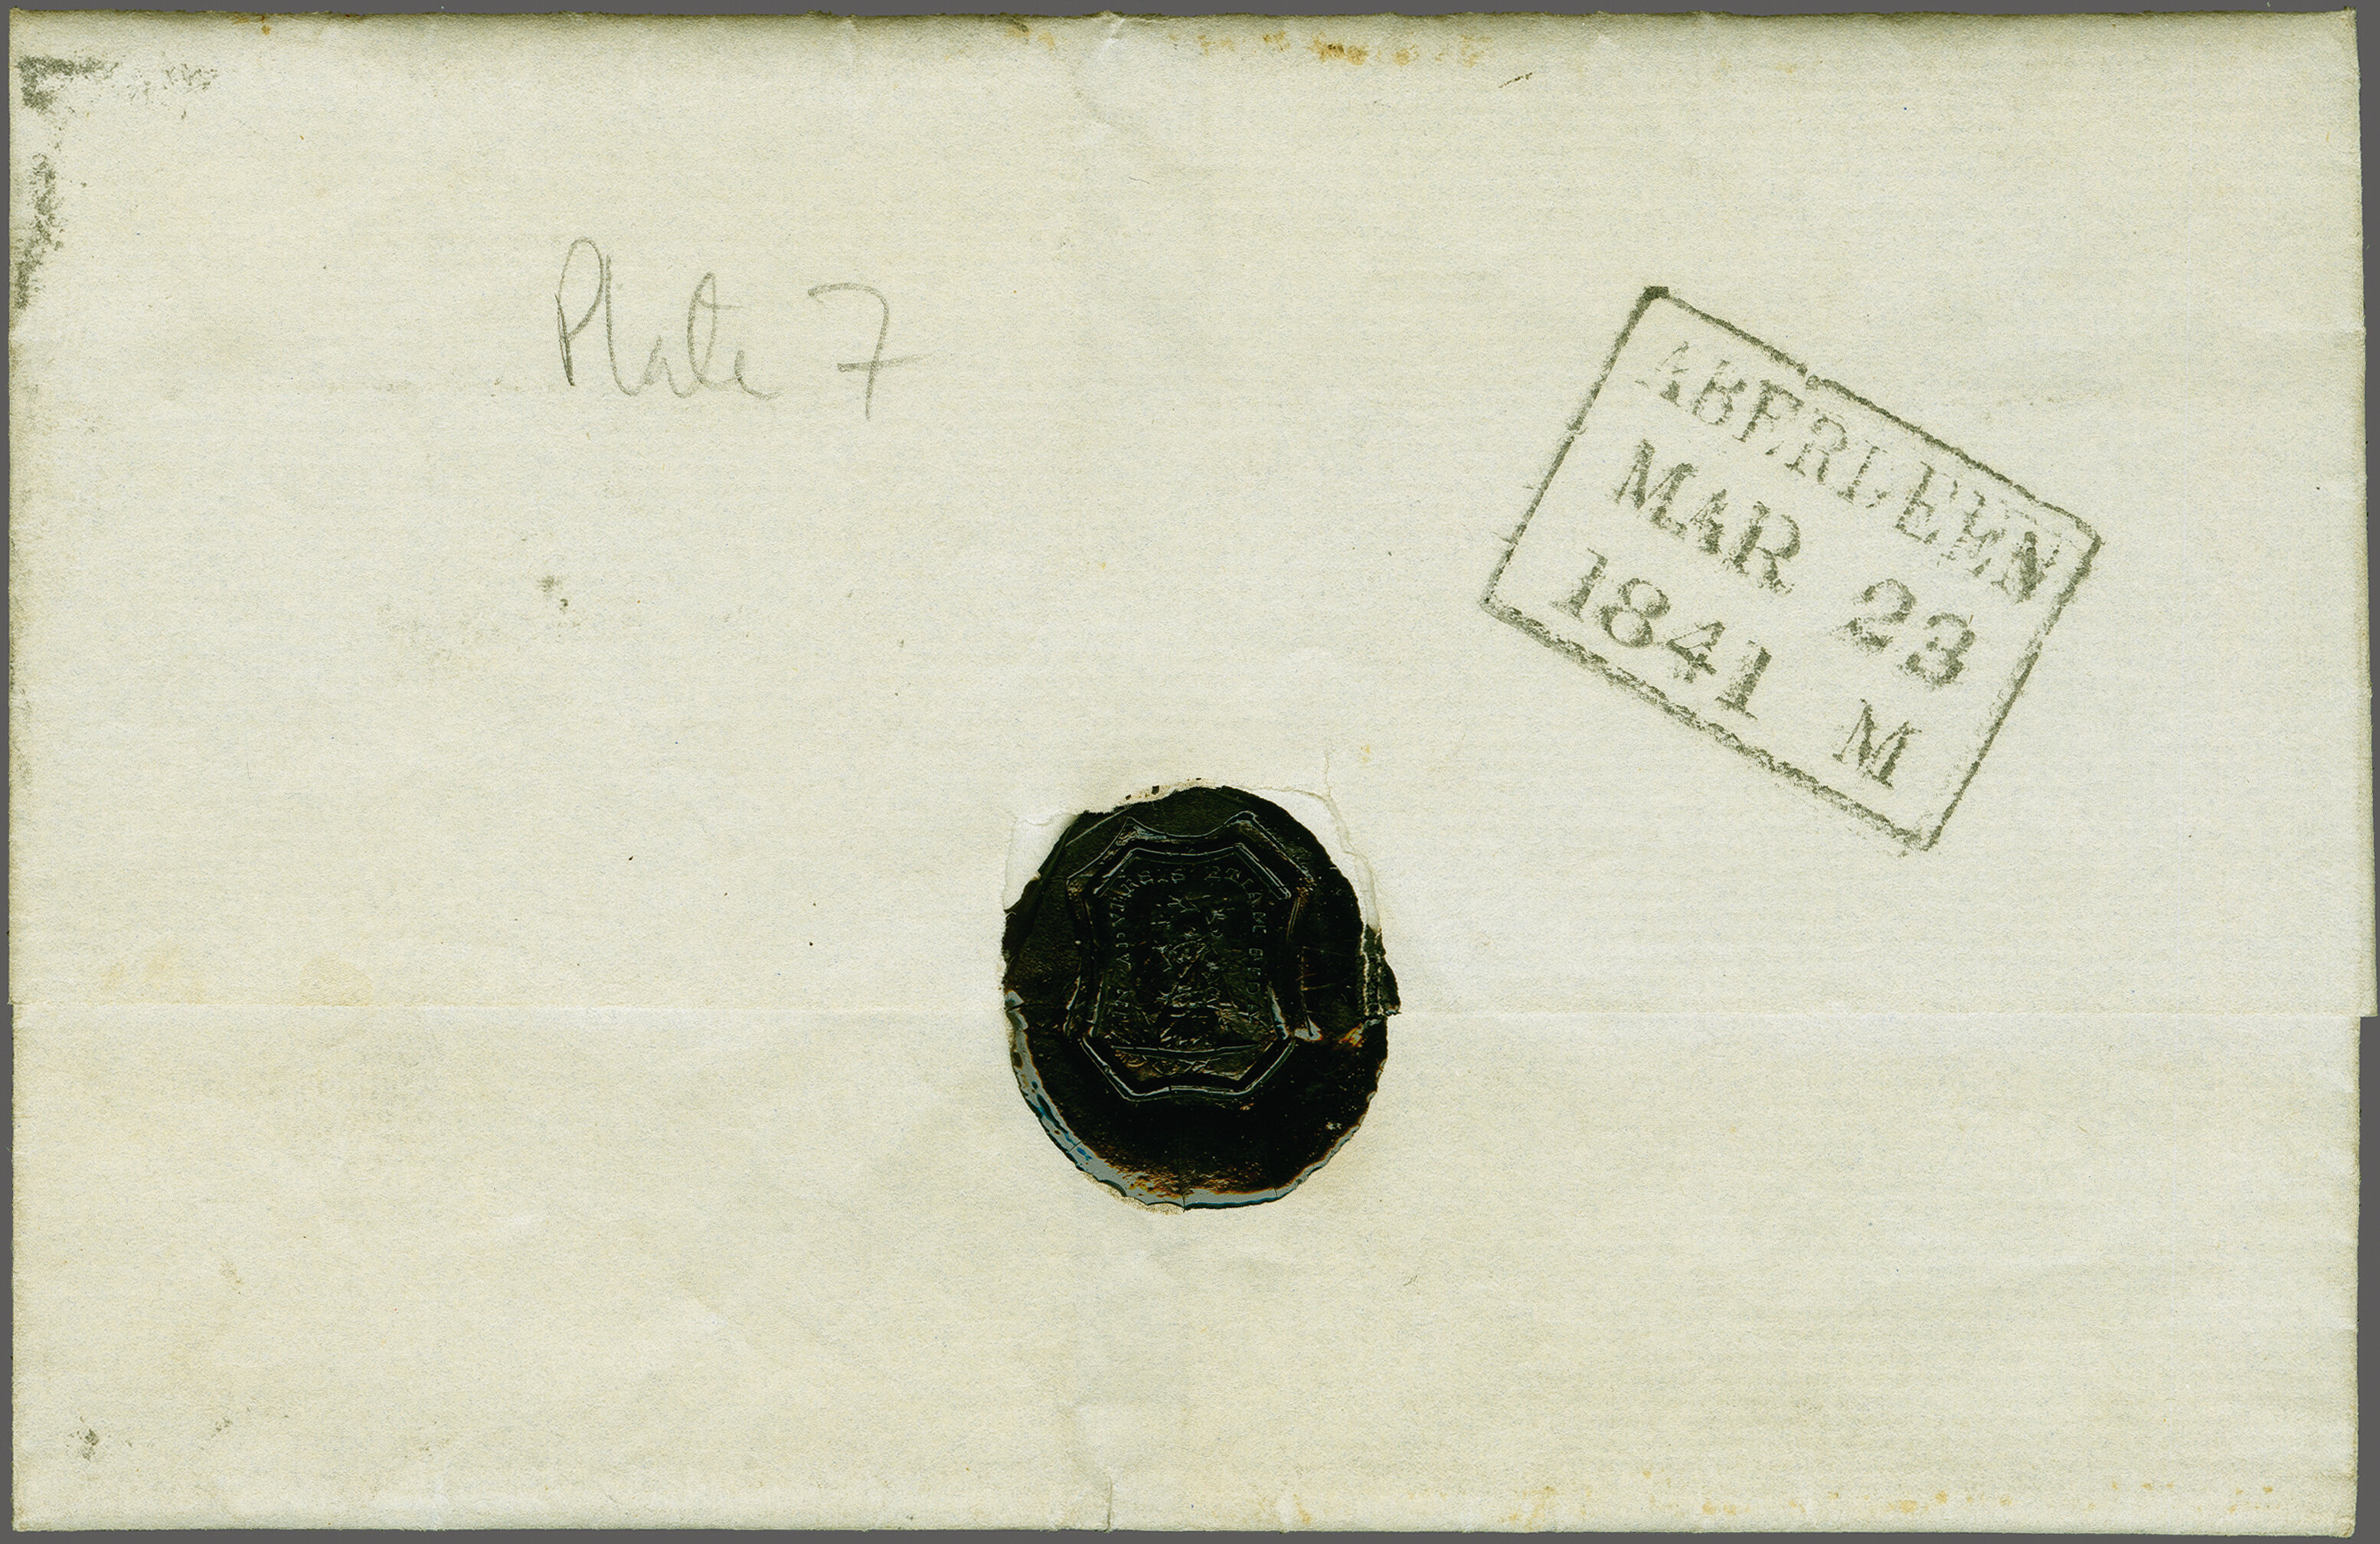 Plate 7
ABERDEEN
MAR 23
1841 M